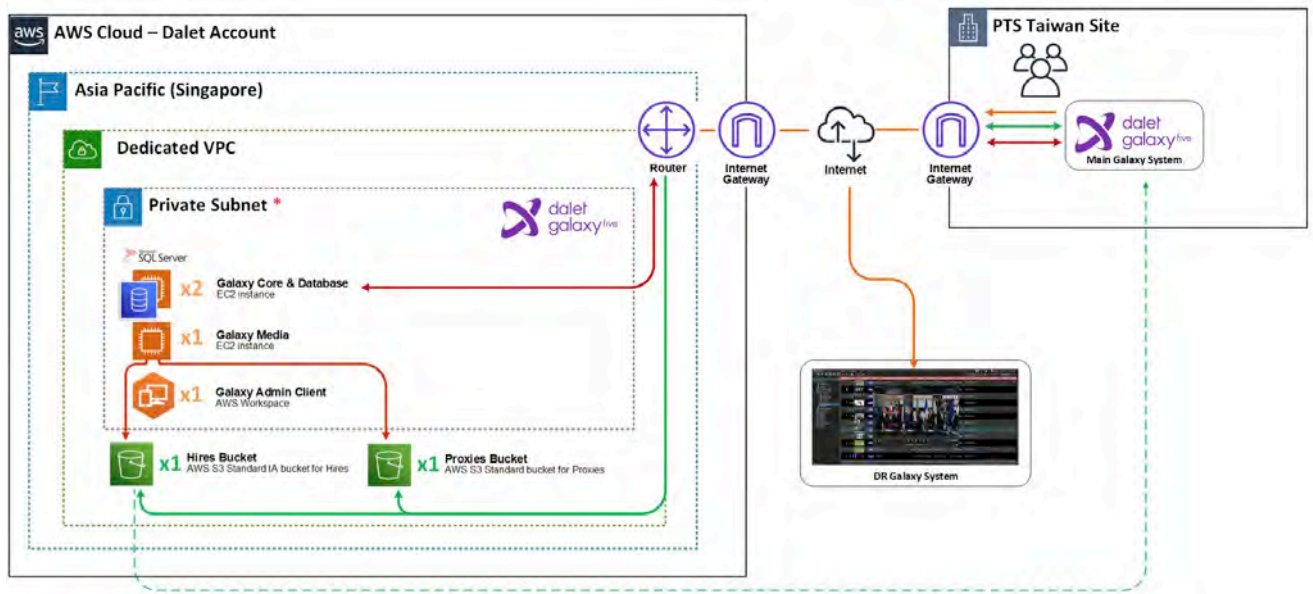 aws
AWS Cloud – Dalet Account
PTS Taiwan Site
Asia Pacific (Singapore)
Dedicated VPC
dalet
galaxy five
Main Galaxy System
Router
Internet
Gateway
Internet
Internet
Gateway
Private Subnet *
dalet
galaxy five
SQL Server
x2
Galaxy Core & Database
EC2 instance
x1
Galaxy Media
EC2 instance
x1
Galaxy Admin Client
AWS Workspace
x1
Hires Bucket
AWS S3 Standard IA bucket for Hires
x1
Proxies Bucket
AWS S3 Standard bucket for Proxies
DR Galaxy System